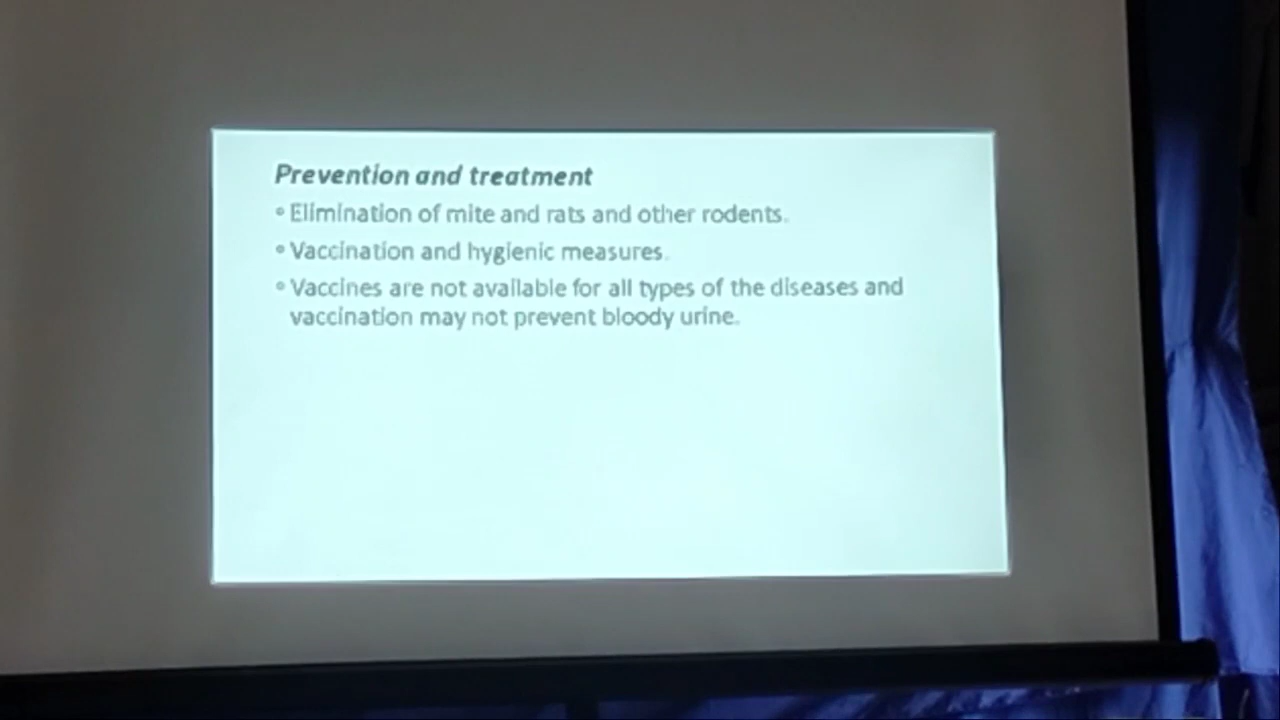 Prevention and treatment
• Elimination of mite and rats and other rodents.
• Vaccination and hygienic measures.
• Vaccines are not available for all types of the diseases and
vaccination may not prevent bloody urine.